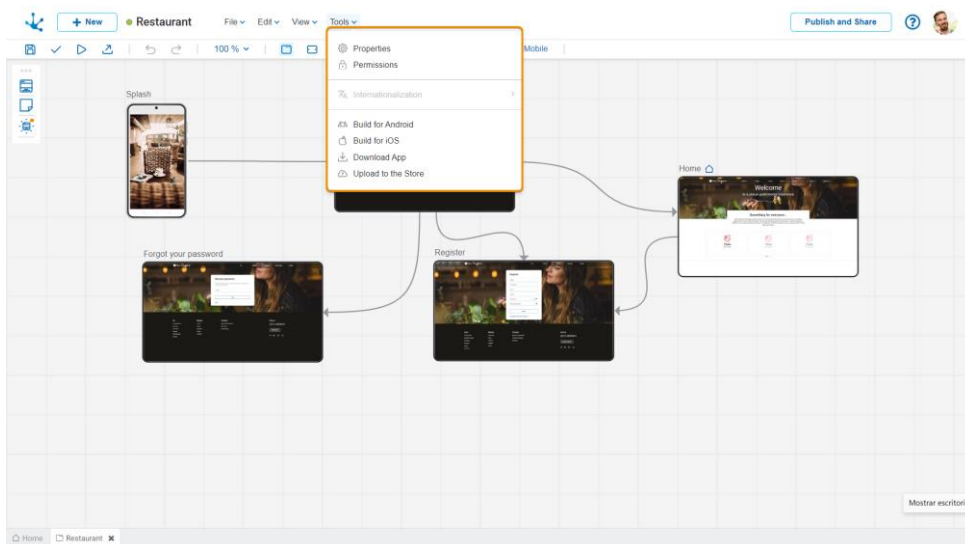 + New
Restaurant
File
Edit
View
Tools
Publish and Share
?
100 %
Mobile
Properties
Permissions
Internationalization
Build for Android
Build for iOS
Download App
Upload to the Store
Splash
Home
Welcome
Forgot your password
Register
Mostrar escritori
Home
Restaurant